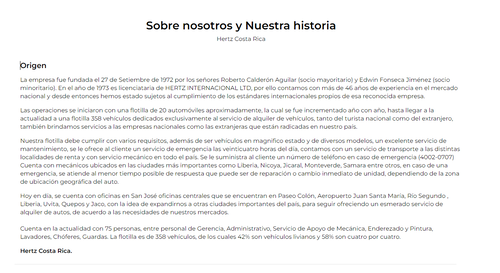 Sobre nosotros y Nuestra historia
Hertz Costa Rica
Origen
La empresa fue fundada el 27 de Setiembre de 1972 por los señores Roberto Calderón Aguilar (socio mayoritario) y Edwin Fonseca Jimenez (socio
minoritario). En el año de 1973 es licenciataria de HERTZ INTERNACIONAL LTD, por ello contamos con más de 46 años de experiencia en el mercado
nacional y desde entonces hemos estado sujetos al cumplimiento de los estándares internacionales propios de esa reconocida empresa.
Las operaciones se iniciaron con una flotilla de 20 automóviles aproximadamente, la cual se fue incrementado año con año, hasta llegar a la
actualidad a una flotilla 358 vehículos dedicados exclusivamente al servicio de alquiler de vehículos, tanto del turista nacional como del extranjero,
también brindamos servicios a las empresas nacionales como las extranjeras que están radicadas en nuestro país.
Nuestra flotilla debe cumplir con varios requisitos, además de ser vehículos en magnífico estado y de diversos modelos, un excelente servicio de
mantenimiento, se le ofrece al cliente un servicio de emergencia las veinticuatro horas del día, contamos con un servicio de transporte a las distintas
localidades de renta y con servicio mecánico en todo el país. Se le suministra al cliente un número de teléfono en caso de emergencia (4002-0707)
Cuenta con mecánicos ubicados en las ciudades más importantes como Liberia, Nicoya, Monteverde, Samara entre otros, en caso de una
emergencia, se atiende al menor tiempo posible de respuesta que puede ser de reparación o cambio inmediato de unidad, dependiendo de la zona
de ubicación geográfica del auto.
Hoy en día, se cuenta con oficinas en San José oficinas centrales que se encuentran en Paseo Colón, Aeropuerto Juan Santa María, Río Segundo ,
Liberia, Uvita, Quepos y Jaco, con la idea de expandirnos a otras ciudades importantes del país, para seguir ofreciendo un esmerado servicio de
alquiler de autos, de acuerdo a las necesidades de nuestros mercados.
Cuenta en la actualidad con 75 personas, entre personal de Gerencia, Administrativo, Servicio de Apoyo de Mecánica, Enderezado y Pintura,
Lavadores, Chóferes, Guardas. La flotilla es de 358 vehículos, de los cuales 42% son vehículos livianos y 58% son cuatro por cuatro.
Hertz Costa Rica.